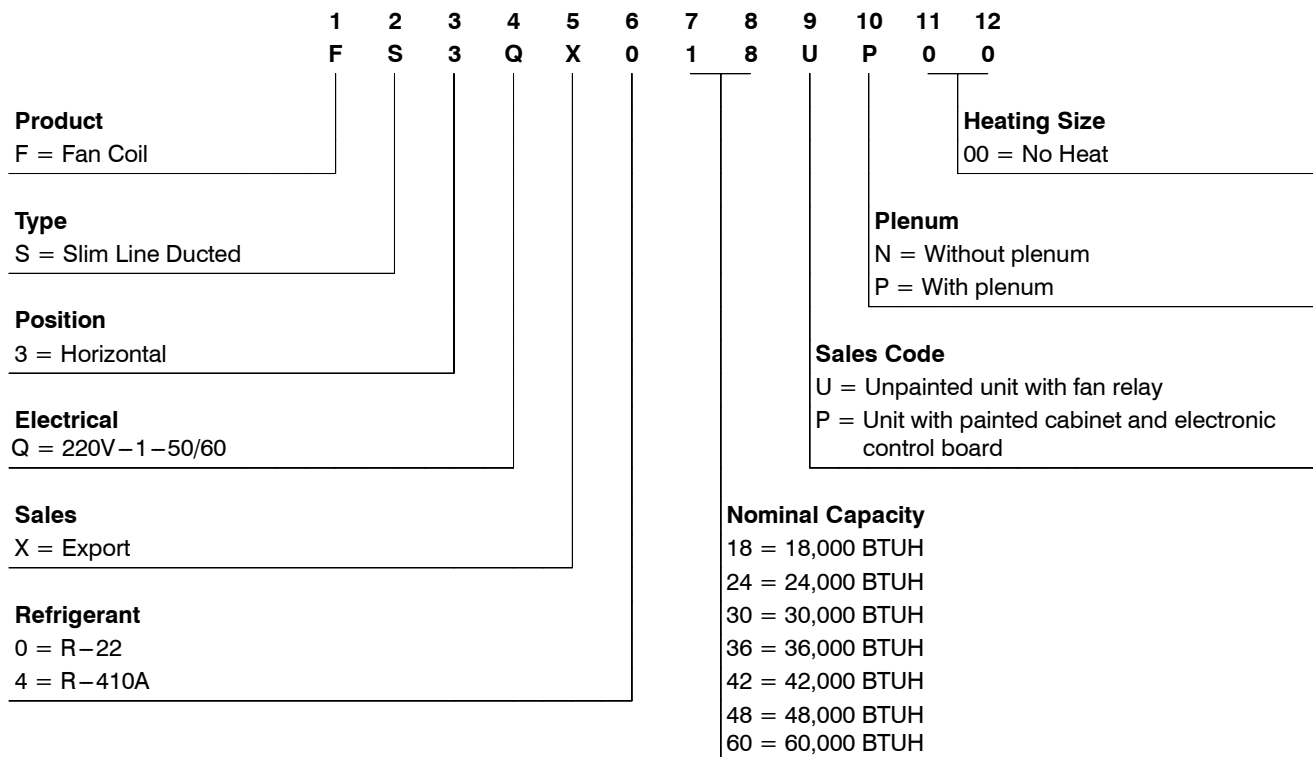 1 2 3 4 5 6 7 8 9 10 11 12
F S 3 Q X 0 1 8 U P 0 0
Product
F = Fan Coil
Type
S = Slim Line Ducted
Position
3 = Horizontal
Electrical
Q = 220V−1−50/60
Sales
X = Export
Refrigerant
0 = R−22
4 = R−410A
Heating Size
00 = No Heat
Plenum
N = Without plenum
P = With plenum
Sales Code
U = Unpainted unit with fan relay
P = Unit with painted cabinet and electronic
control board
Nominal Capacity
18 = 18,000 BTUH
24 = 24,000 BTUH
30 = 30,000 BTUH
36 = 36,000 BTUH
42 = 42,000 BTUH
48 = 48,000 BTUH
60 = 60,000 BTUH